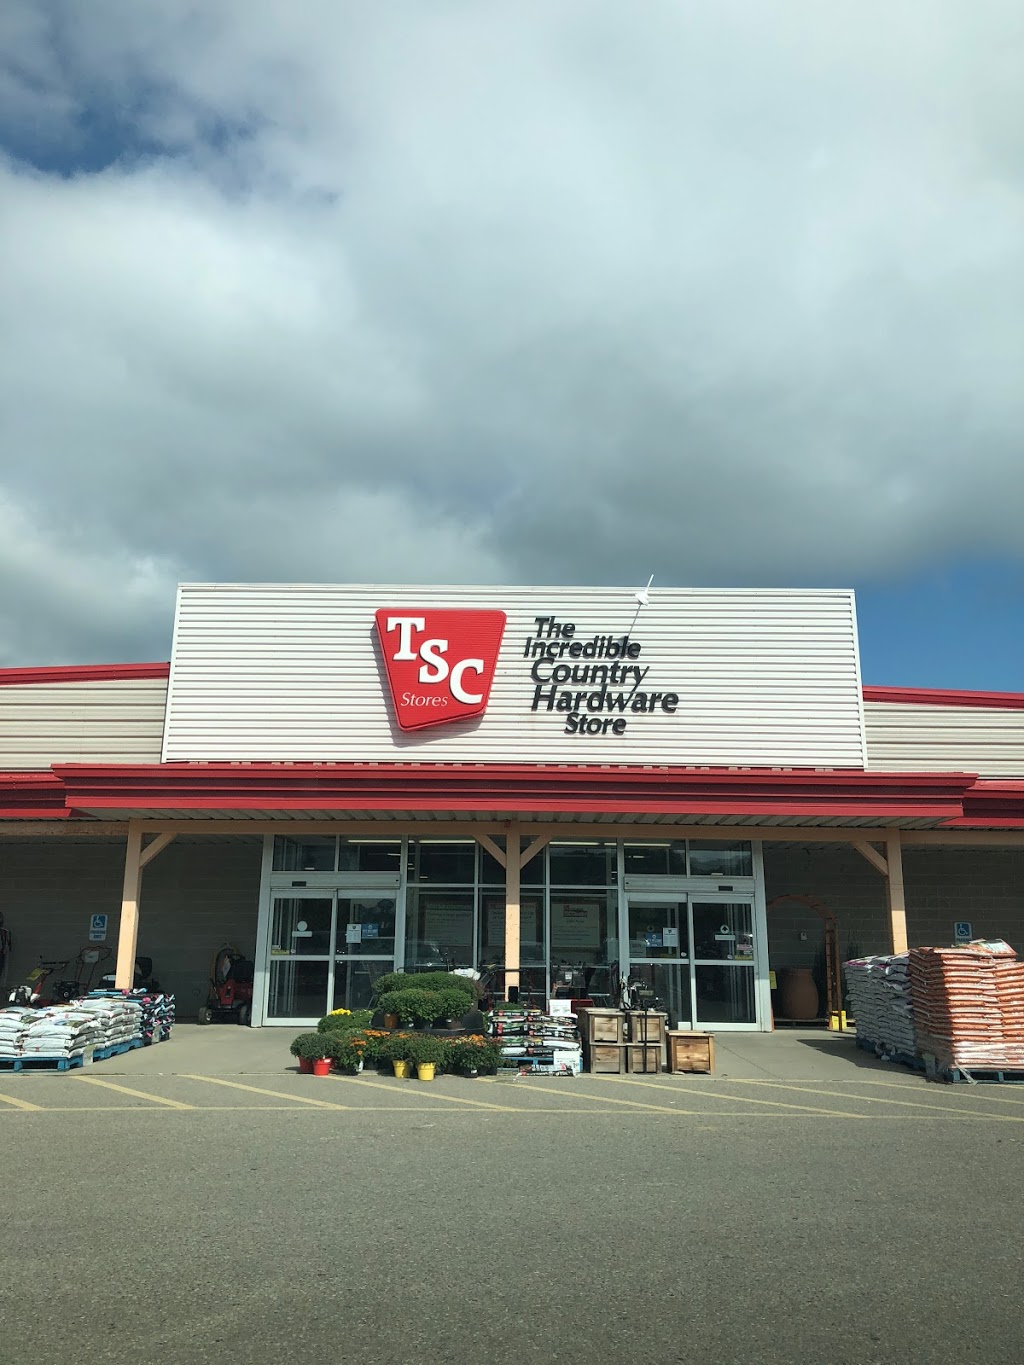 TSC
Stores
The
Incredible
Country
Hardware
Store